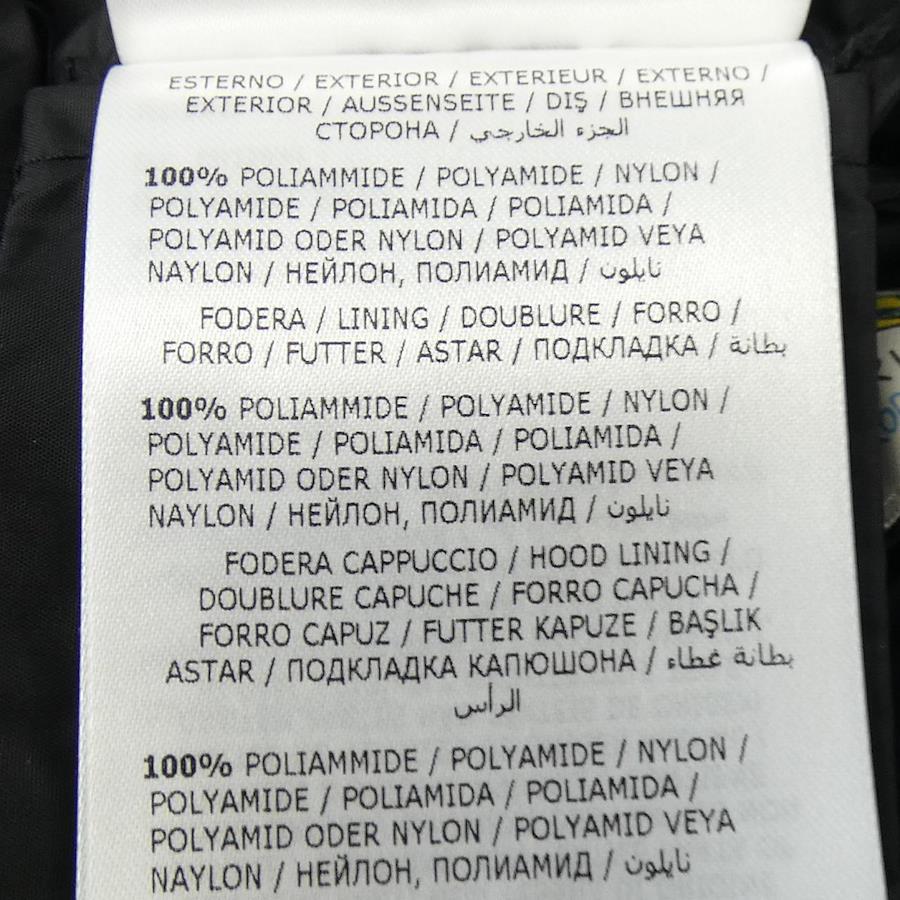 ESTERNO / EXTERIOR / EXTERIEUR / EXTERNO /
EXTERIOR / AUSSENSEITE / DIŞ / ВНЕШНЯЯ
СТОРОНА / الجزء الخارجي
100% POLIAMMIDE / POLYAMIDE / NYLON /
POLYAMIDE / POLIAMIDA / POLIAMIDA /
POLYAMID ODER NYLON / POLYAMID VEYA
NAYLON / НЕЙЛОН, ПОЛИАМИД / نايلون
FODERA / LINING / DOUBLURE / FORRO /
FORRO / FUTTER / ASTAR / ПОДКЛАДКА / بطانة
100% POLIAMMIDE / POLYAMIDE / NYLON /
POLYAMIDE / POLIAMIDA / POLIAMIDA /
POLYAMID ODER NYLON / POLYAMID VEYA
NAYLON / НЕЙЛОН, ПОЛИАМИД / نايلون
FODERA CAPPUCCIO / HOOD LINING /
DOUBLURE CAPUCHE / FORRO CAPUCHA /
FORRO CAPUZ / FUTTER KAPUZE / BAŞLIK
ASTAR / ПОДКЛАДКА КАПЮШОНА / بطانة غطاء
الرأس
100% POLIAMMIDE / POLYAMIDE / NYLON /
POLYAMIDE / POLIAMIDA / POLIAMIDA /
POLYAMID ODER NYLON / POLYAMID VEYA
NAYLON / НЕЙЛОН, ПОЛИАМИД / نايلون